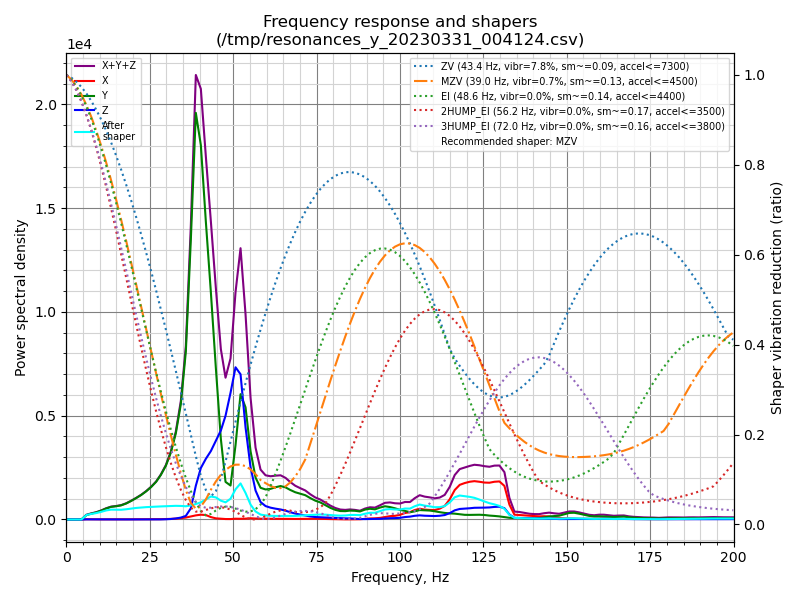 Frequency response and shapers
(/tmp/resonances_y_20230331_004124.csv)
1e4
X+Y+Z
X
Y
Z
After
shaper
ZV (43.4 Hz, vibr=7.8%, sm~=0.09, accel<=7300)
MZV (39.0 Hz, vibr=0.7%, sm~=0.13, accel<=4500)
EI (48.6 Hz, vibr=0.0%, sm~=0.14, accel<=4400)
2HUMP_EI (56.2 Hz, vibr=0.0%, sm~=0.17, accel<=3500)
3HUMP_EI (72.0 Hz, vibr=0.0%, sm~=0.16, accel<=3800)
Recommended shaper: MZV
Power spectral density
2.0
1.5
1.0
0.5
0.0
1.0
0.8
0.6
0.4
0.2
0.0
Shaper vibration reduction (ratio)
0 25 50 75 100 125 150 175 200
Frequency, Hz